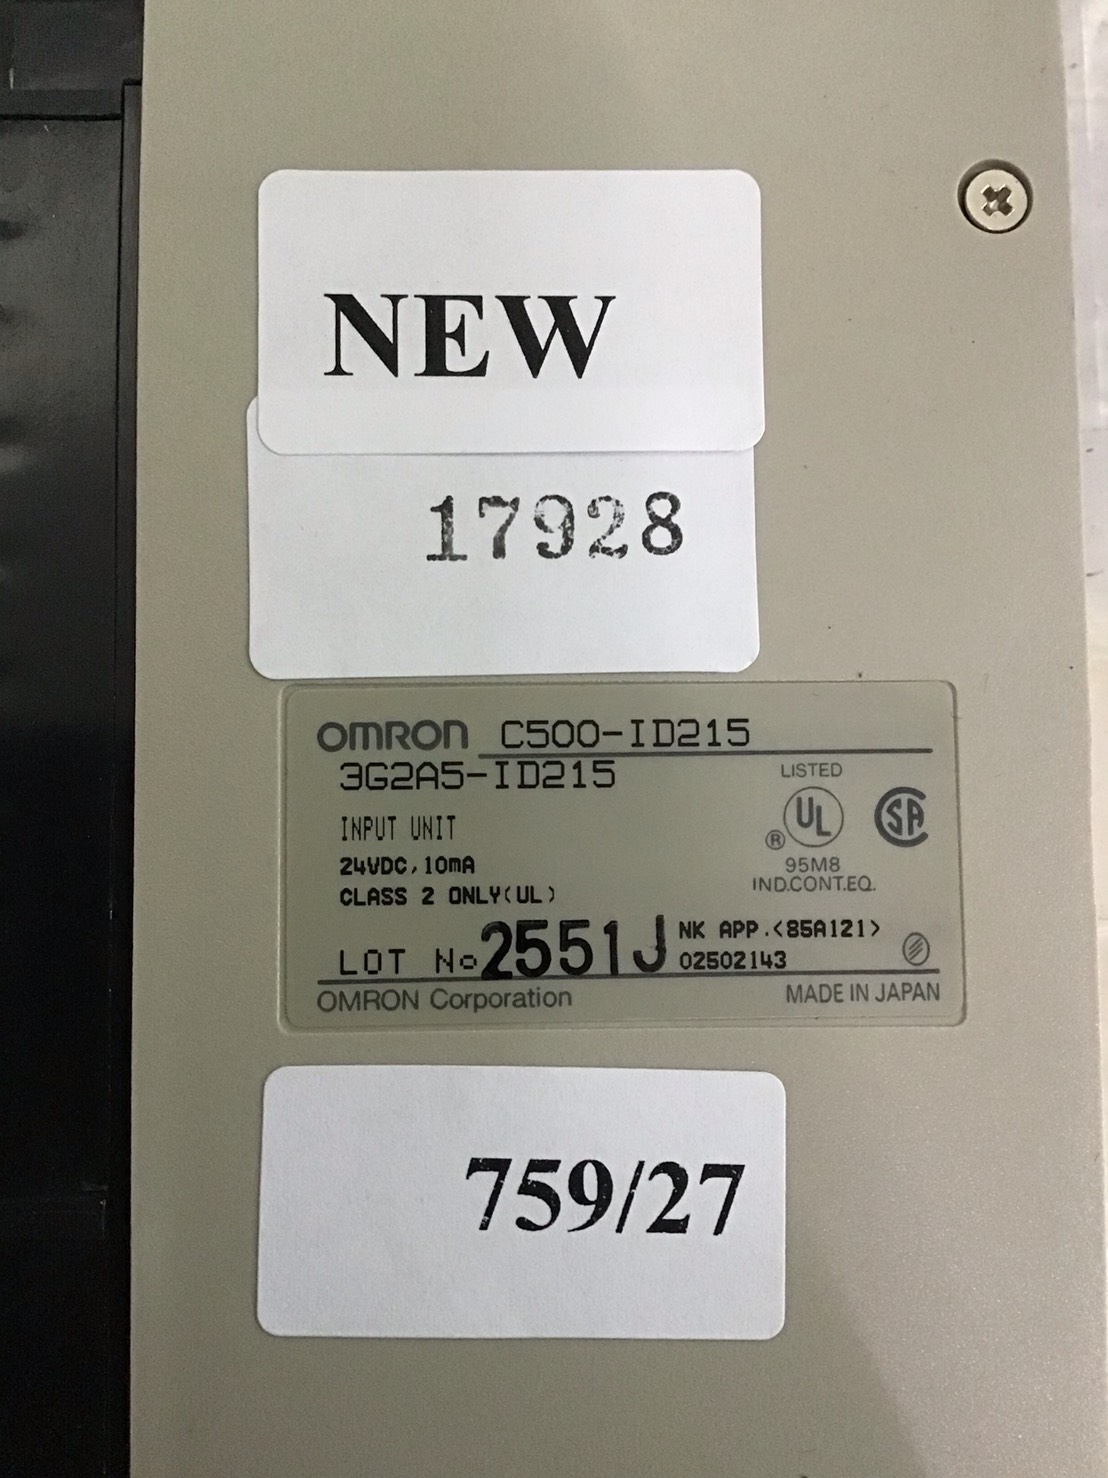 NEW
17928
OMRON C500-ID215
3G2A5-ID215
INPUT UNIT
24VDC, 10mA
CLASS 2 ONLY(UL)
LISTED
UL
®
SA
95M8
IND.CONT.EQ.
LOT No 2551J
NK APP.<85A121>
02502143
OMRON Corporation
MADE IN JAPAN
759/27